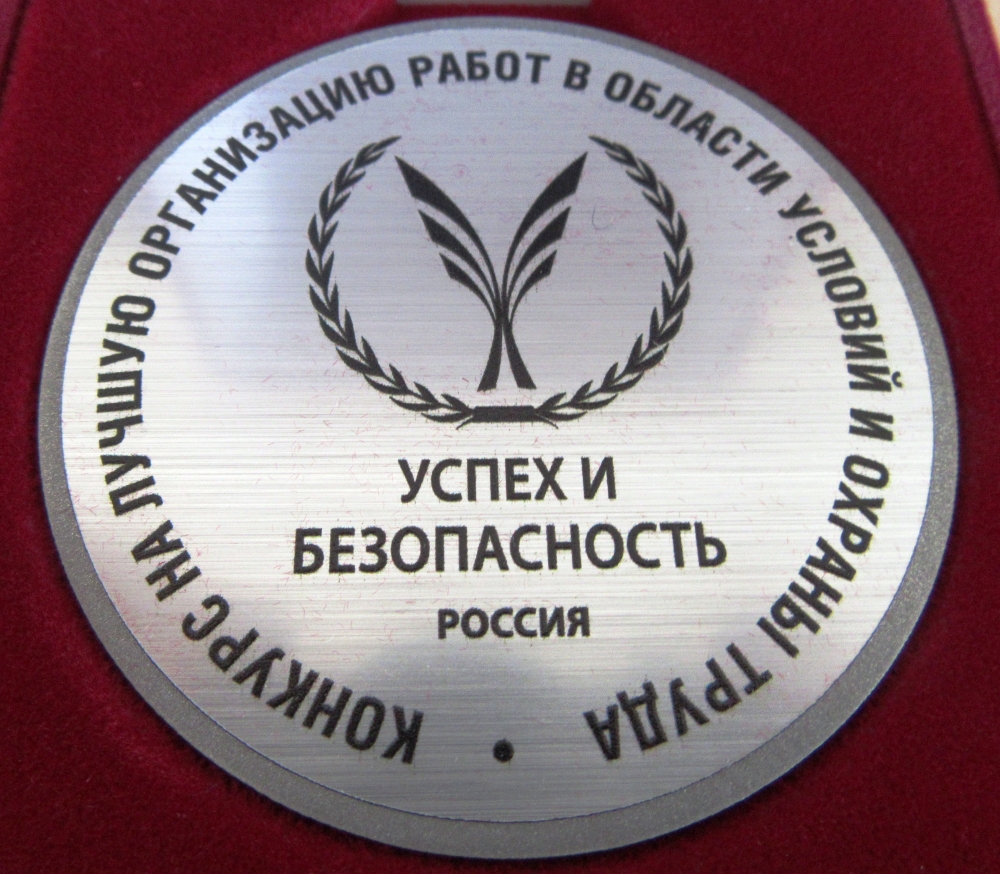 КОНКУРС НА ЛУЧШУЮ ОРГАНИЗАЦИЮ РАБОТ В ОБЛАСТИ УСЛОВИЙ И ОХРАНЫ ТРУДА •
УСПЕХ И
БЕЗОПАСНОСТЬ
РОССИЯ